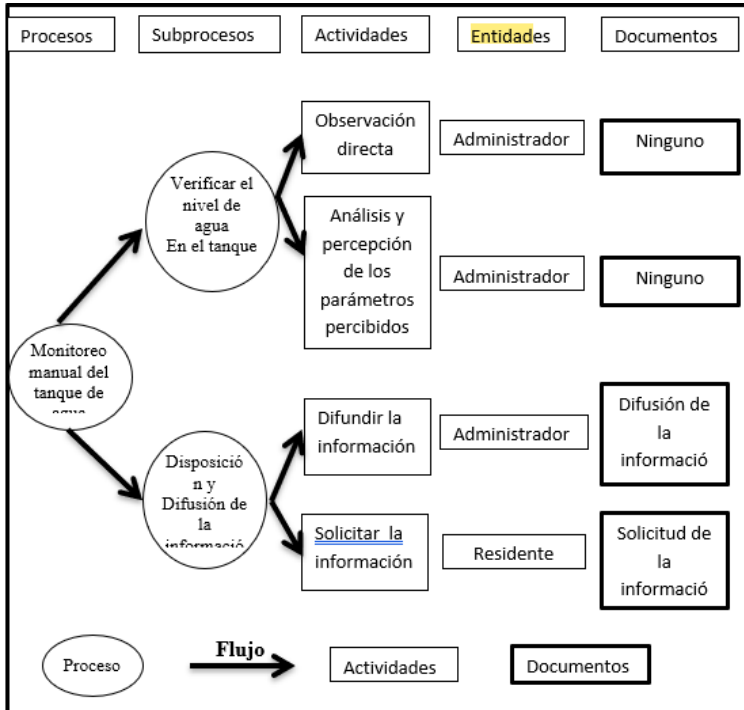 Procesos
Subprocesos
Actividades
Entidades
Documentos
Observación
directa
Administrador
Ninguno
Verificar el
nivel de
agua
En el tanque
Análisis y
percepción
de los
parámetros
percibidos
Administrador
Ninguno
Monitoreo
manual del
tanque de
agua
Difundir la
información
Administrador
Difusión de
la
informació
Disposició
n y
Difusión de
la
informació
Solicitar la
información
Residente
Solicitud de
la
informació
Proceso
Flujo
Actividades
Documentos